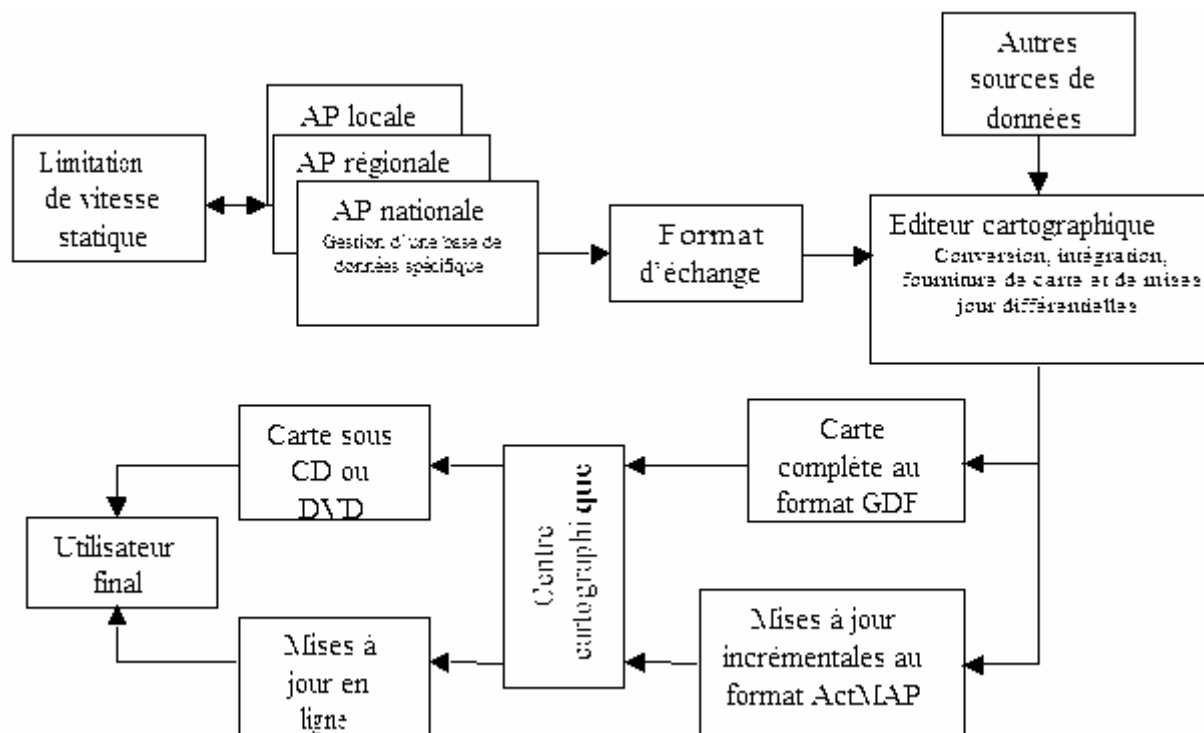 Autres
sources de
données
AP locale
AP régionale
AP nationale
Gestion d'une base de
données spécifique
Limitation
de vitesse
statique
Format
d'échange
Editeur cartographique
Conversion, intégration,
fourniture de carte et de mises
jour différentielles
Carte sous
CD ou
DVD
Centre
cartographique
Carte
complète au
format GDF
Utilisateur
final
Mises à
jour en
ligne
Mises à jour
incrémentales au
format ActMAP